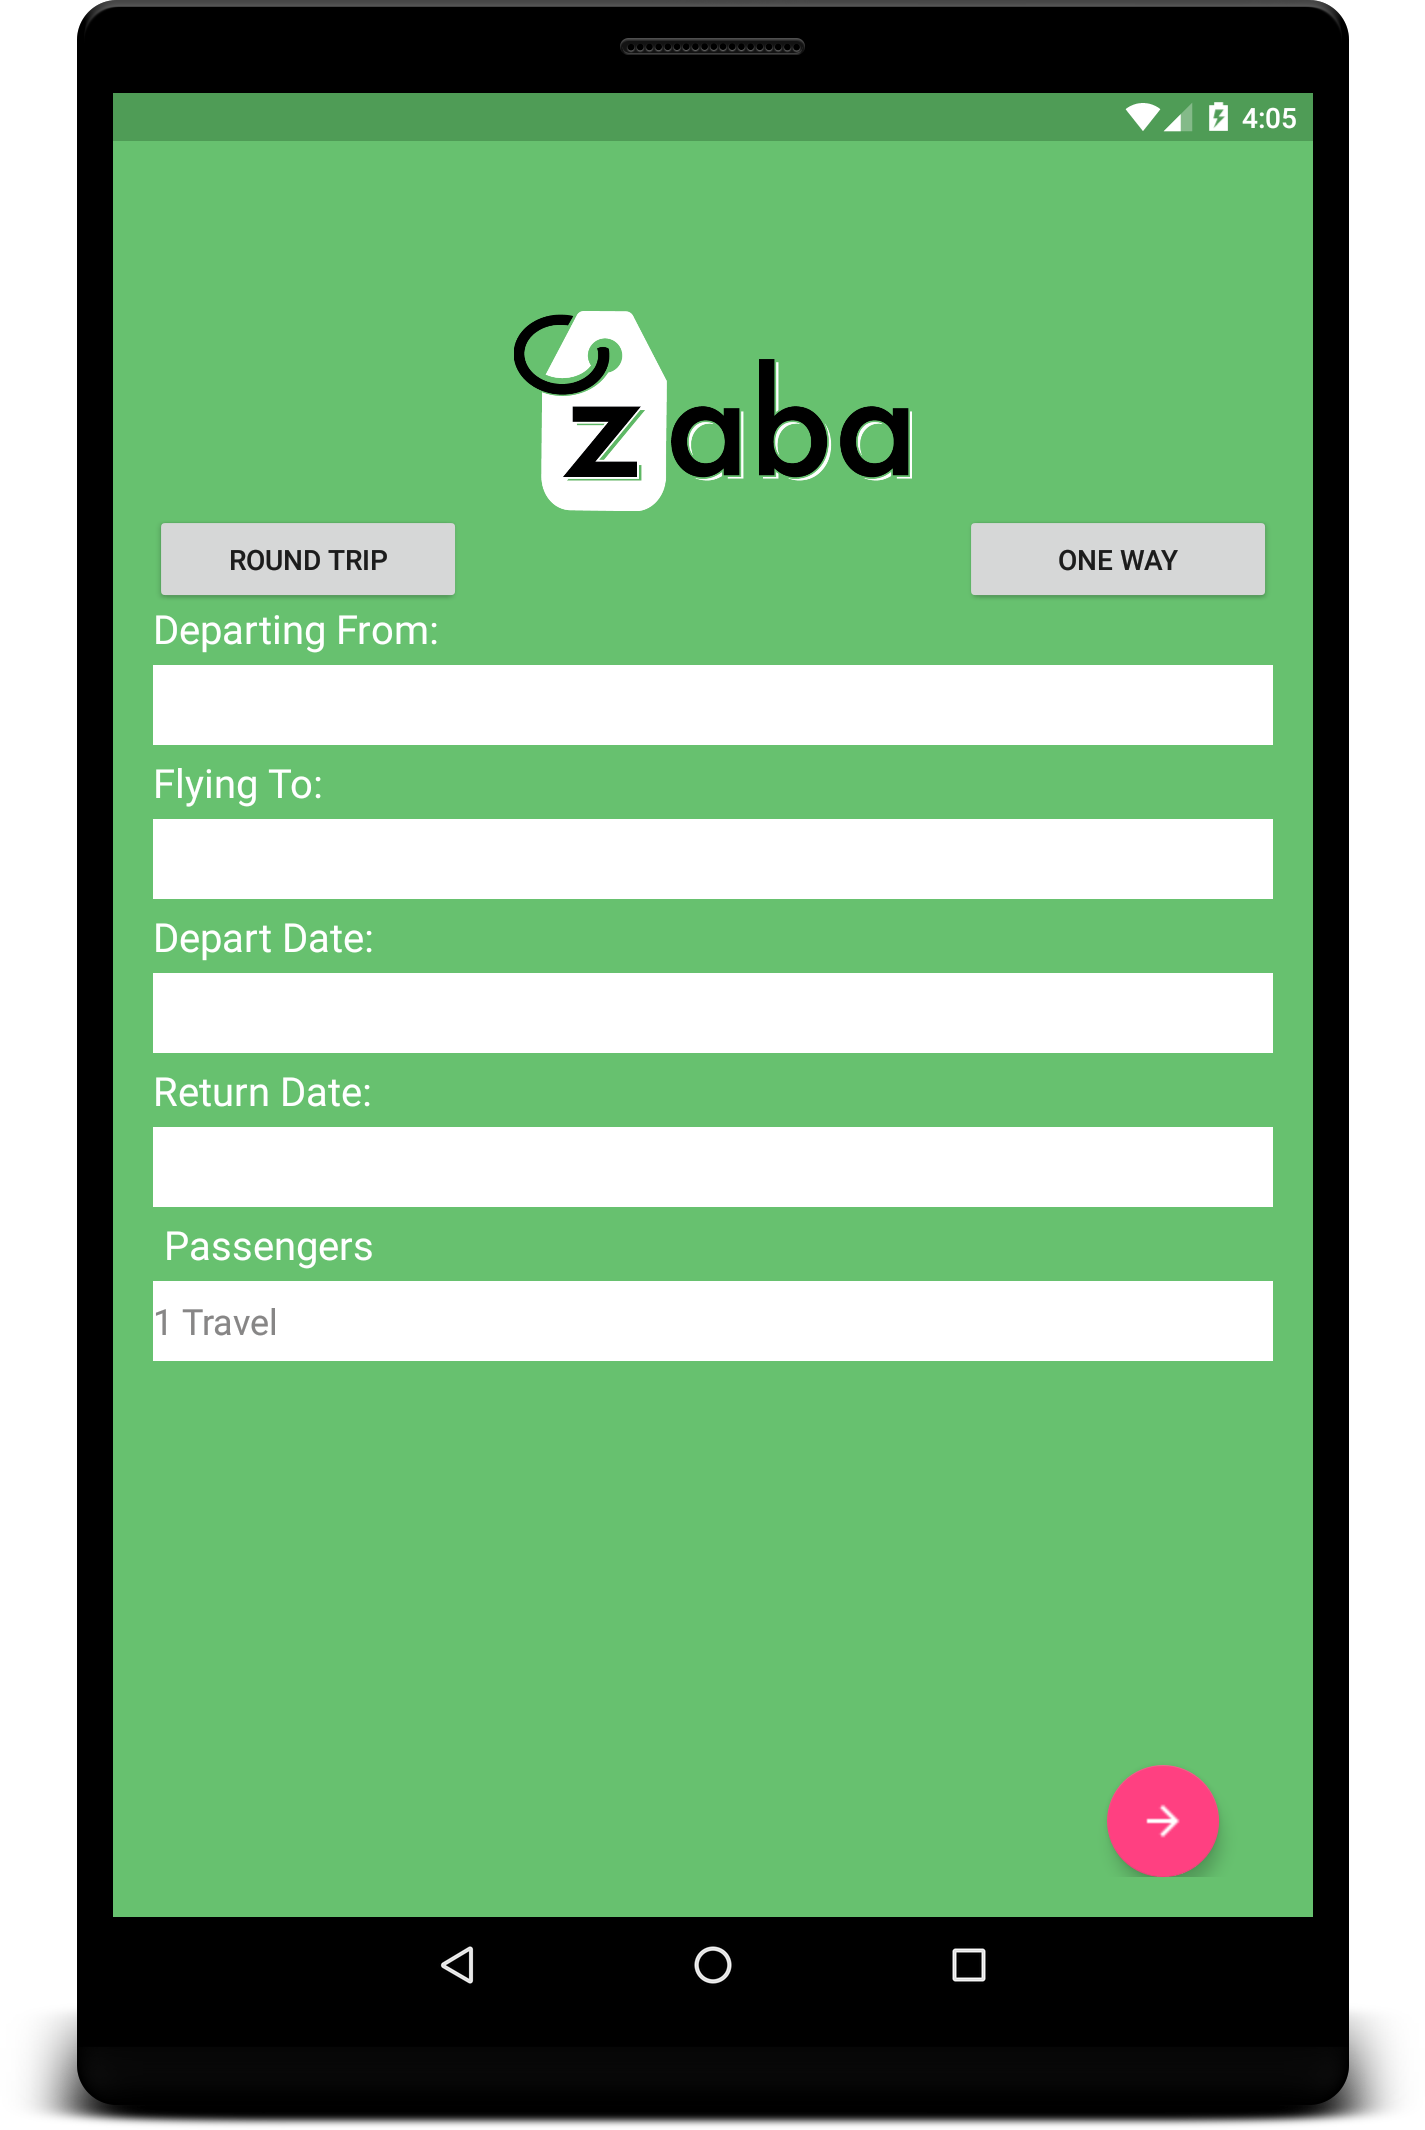 4:05
zaba
ROUND TRIP
ONE WAY
Departing From:
Flying To:
Depart Date:
Return Date:
Passengers
1 Travel